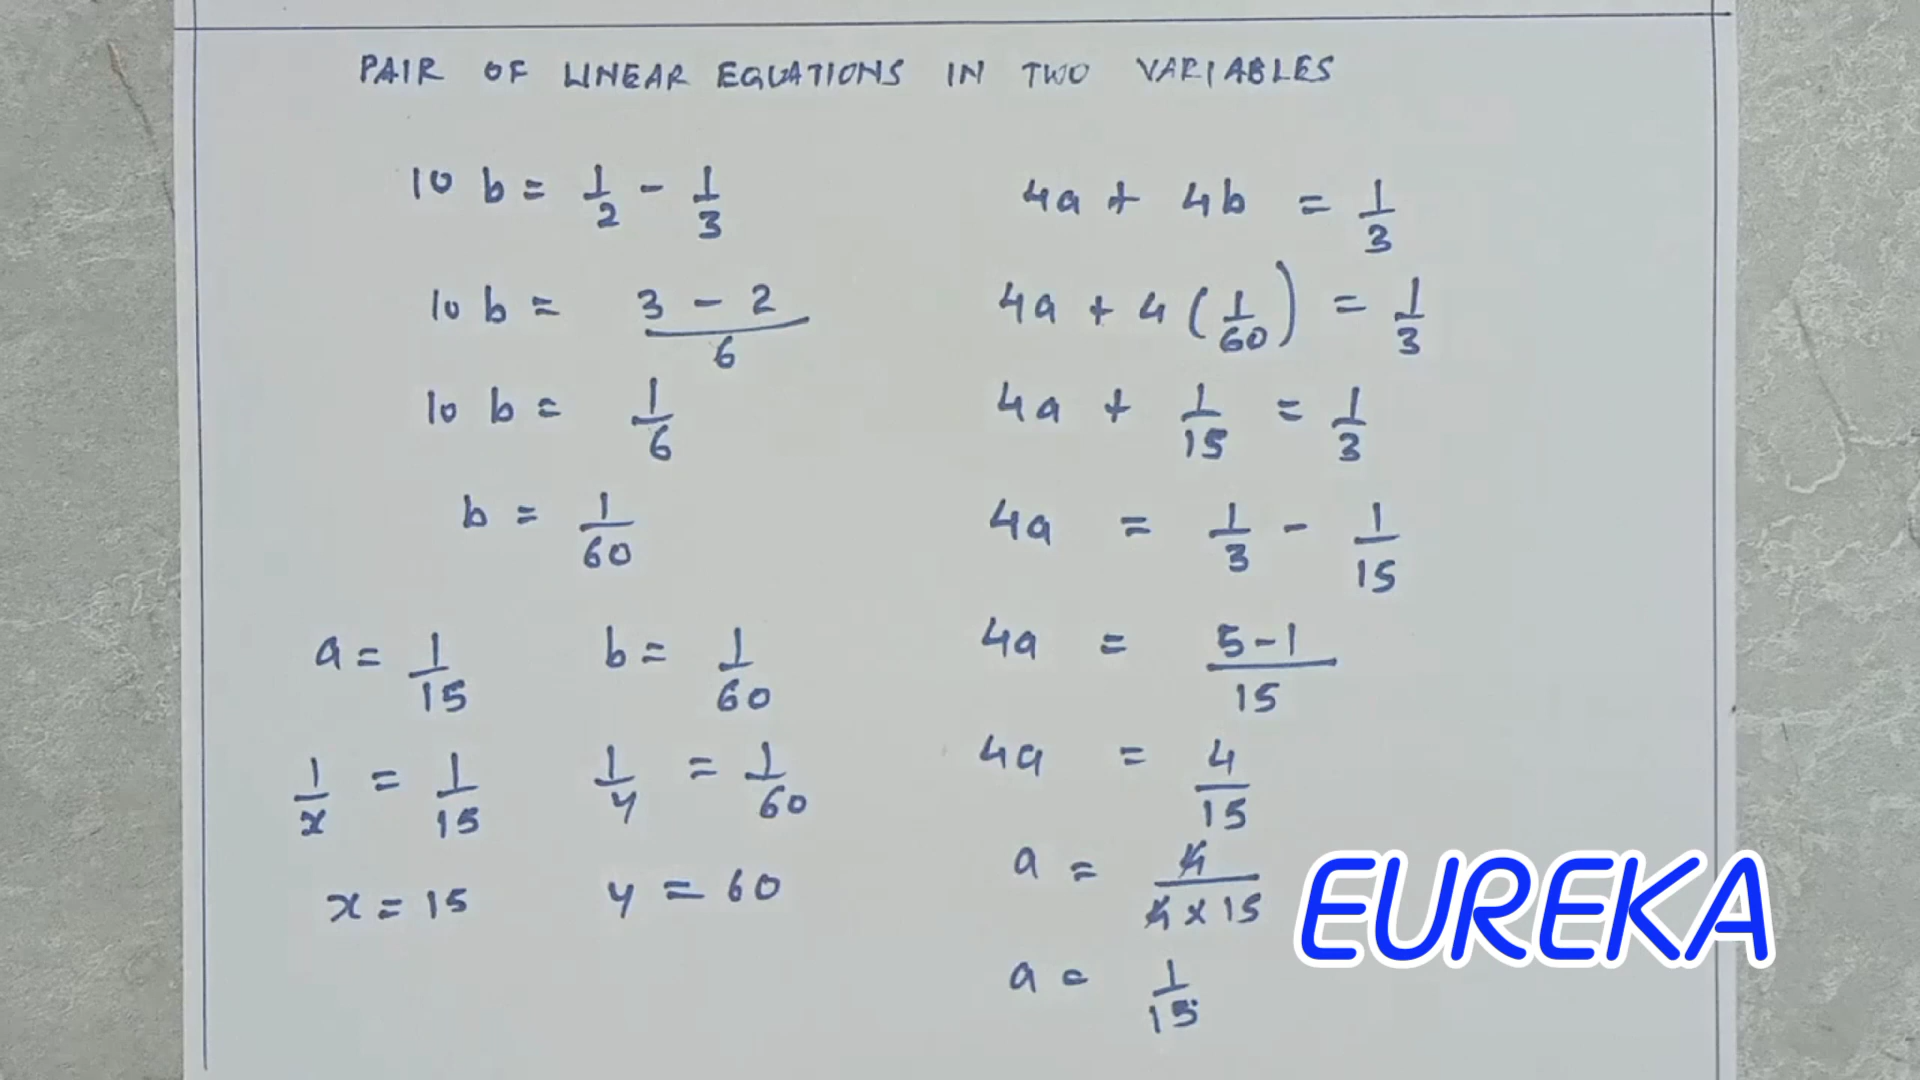 PAIR OF LINEAR EQUATIONS IN TWO VARIABLES
10 b = 1/2 - 1/3
10 b = (3 - 2)/6
10 b = 1/6
b = 1/60
a = 1/15 b = 1/60
1/x = 1/15 1/y = 1/60
x = 15 y = 60
4a + 4b = 1/3
4a + 4 (1/60) = 1/3
4a + 1/15 = 1/3
4a = 1/3 - 1/15
4a = (5-1)/15
4a = 4/15
a = 4/(4 x 15)
a = 1/15
EUREKA